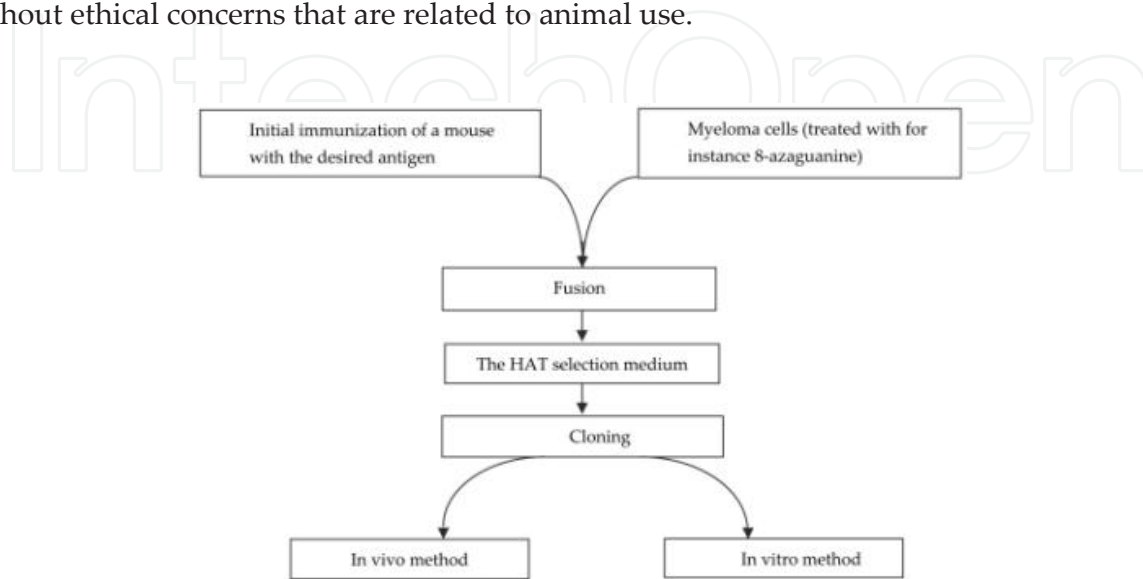 hout ethical concerns that are related to animal use.
IntechOpen
Initial immunization of a mouse
with the desired antigen
Myeloma cells (treated with for
instance 8-azaguanine)
Fusion
The HAT selection medium
Cloning
In vivo method
In vitro method